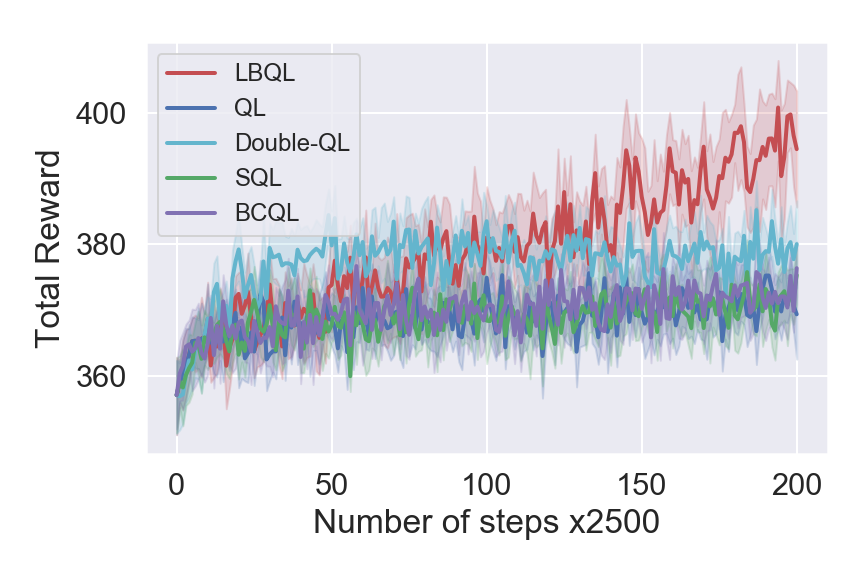 LBQL
QL
Double-QL
SQL
BCQL
400
380
360
Total Reward
0 50 100 150 200
Number of steps x2500